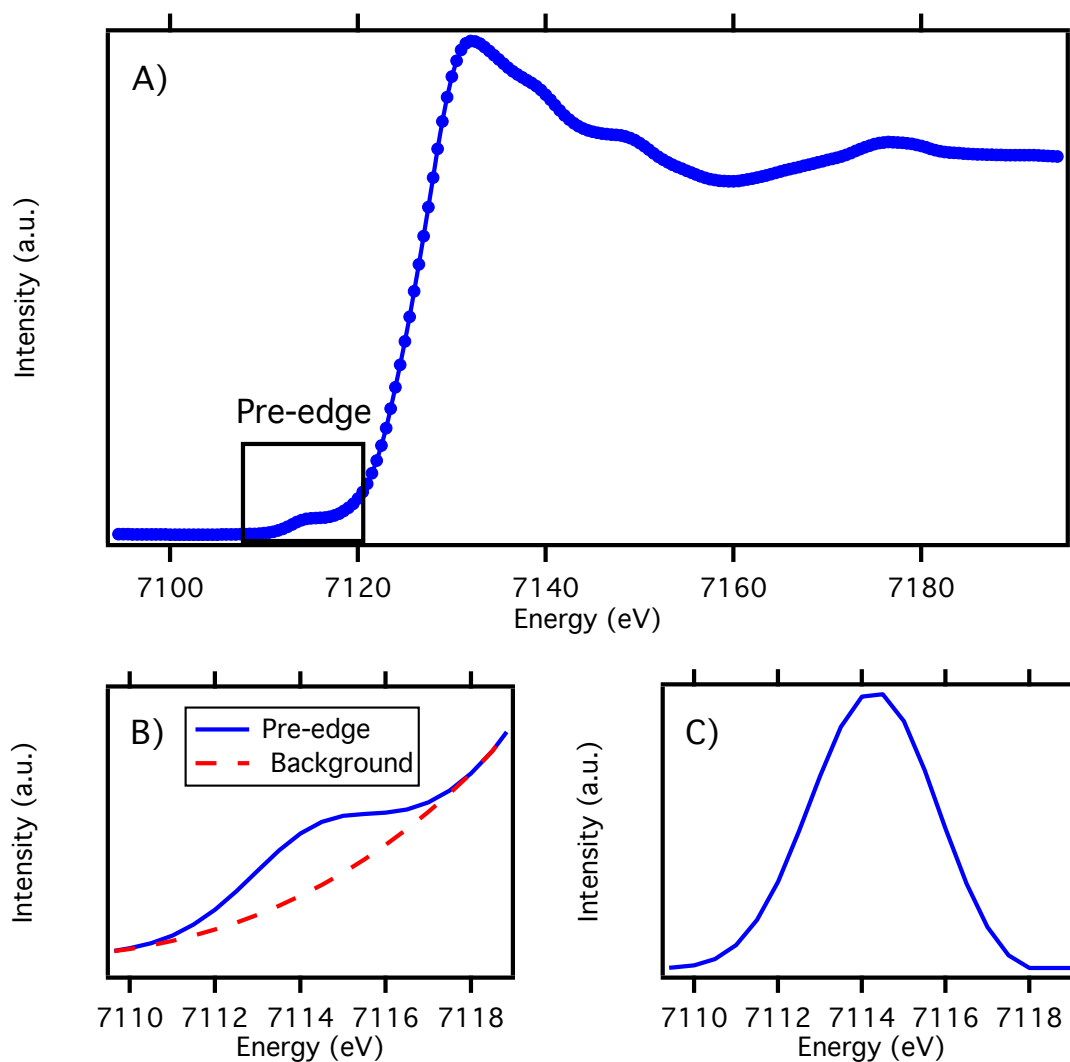 A)
Intensity (a.u.)
Pre-edge
7100 7120 7140 7160 7180
Energy (eV)
B)
Pre-edge
Background
Intensity (a.u.)
7110 7112 7114 7116 7118
Energy (eV)
C)
Intensity (a.u.)
7110 7112 7114 7116 7118
Energy (eV)